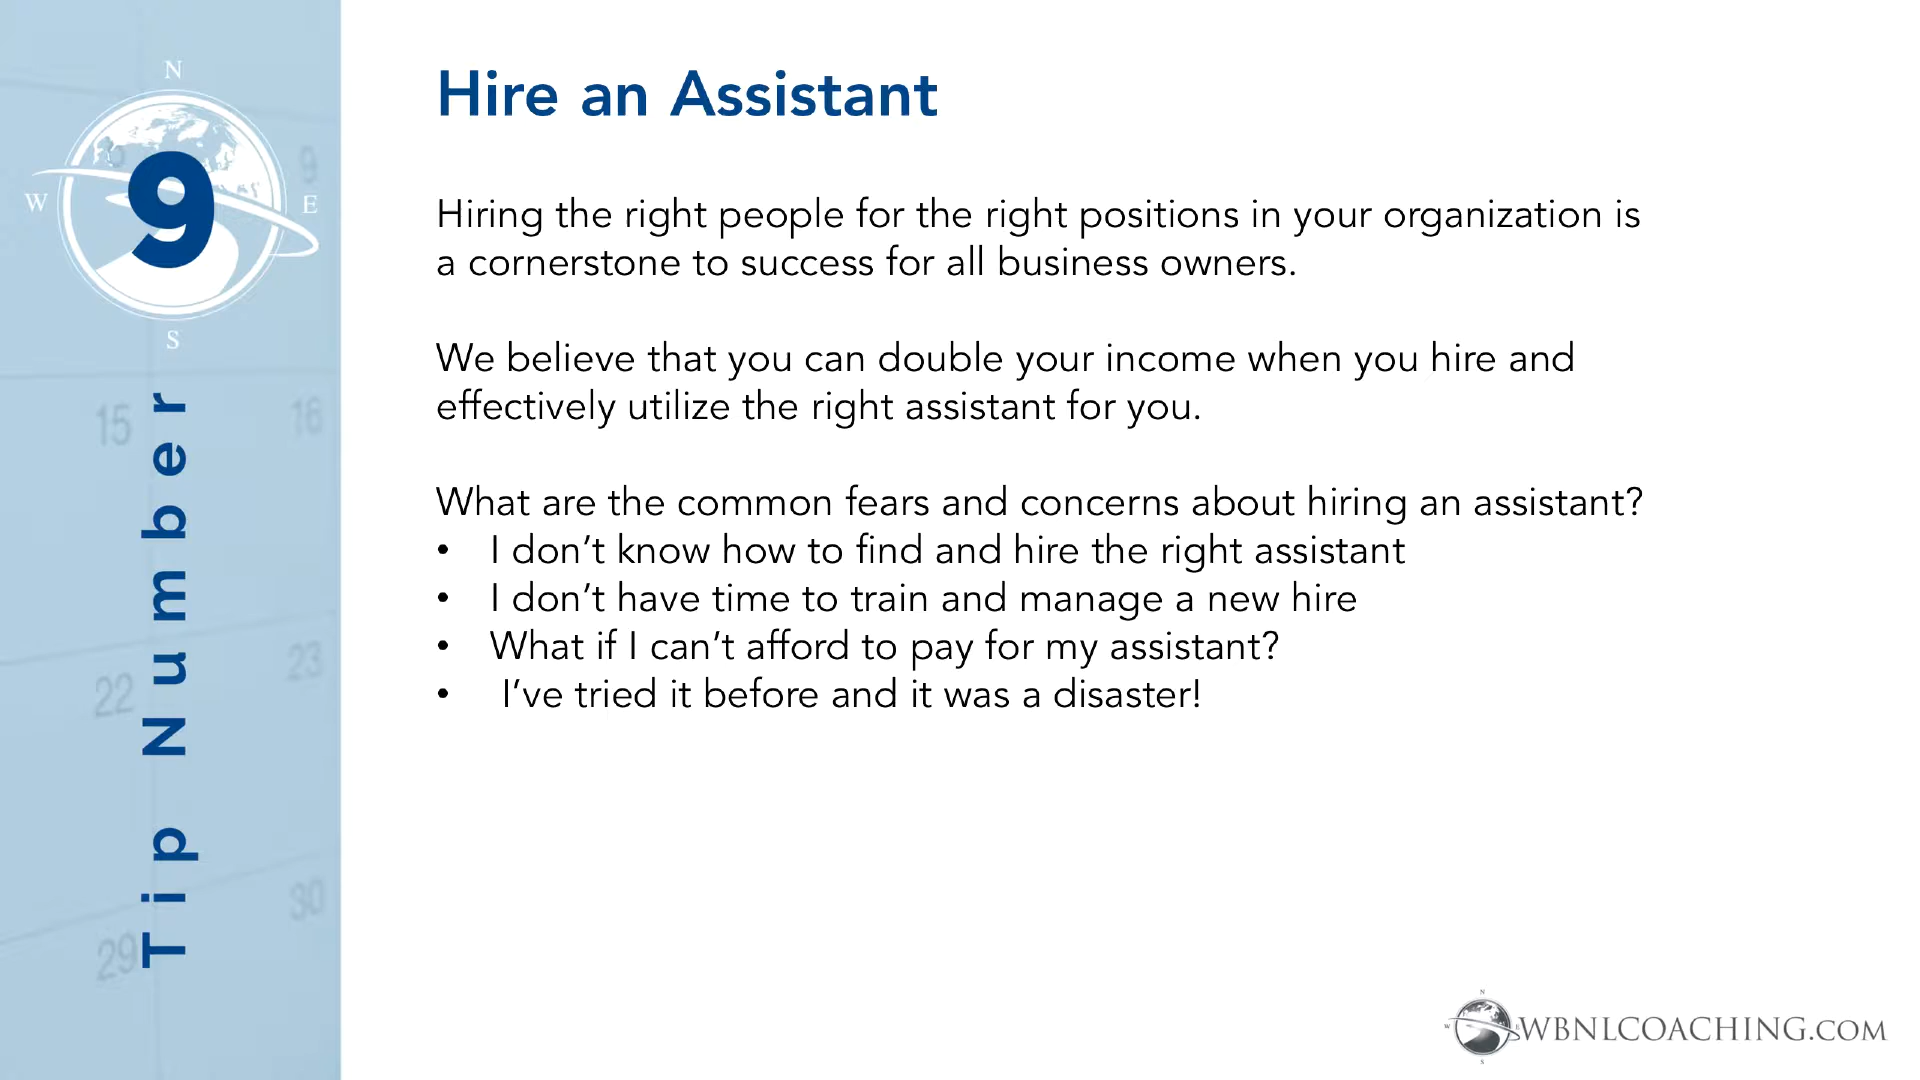 N
W
E
S
9
Tip Number
9
15
16
22
23
29
30
Hire an Assistant
Hiring the right people for the right positions in your organization is
a cornerstone to success for all business owners.
We believe that you can double your income when you hire and
effectively utilize the right assistant for you.
What are the common fears and concerns about hiring an assistant?
• I don’t know how to find and hire the right assistant
• I don’t have time to train and manage a new hire
• What if I can’t afford to pay for my assistant?
• I’ve tried it before and it was a disaster!
N
W
E
S
WBNLCOACHING.COM